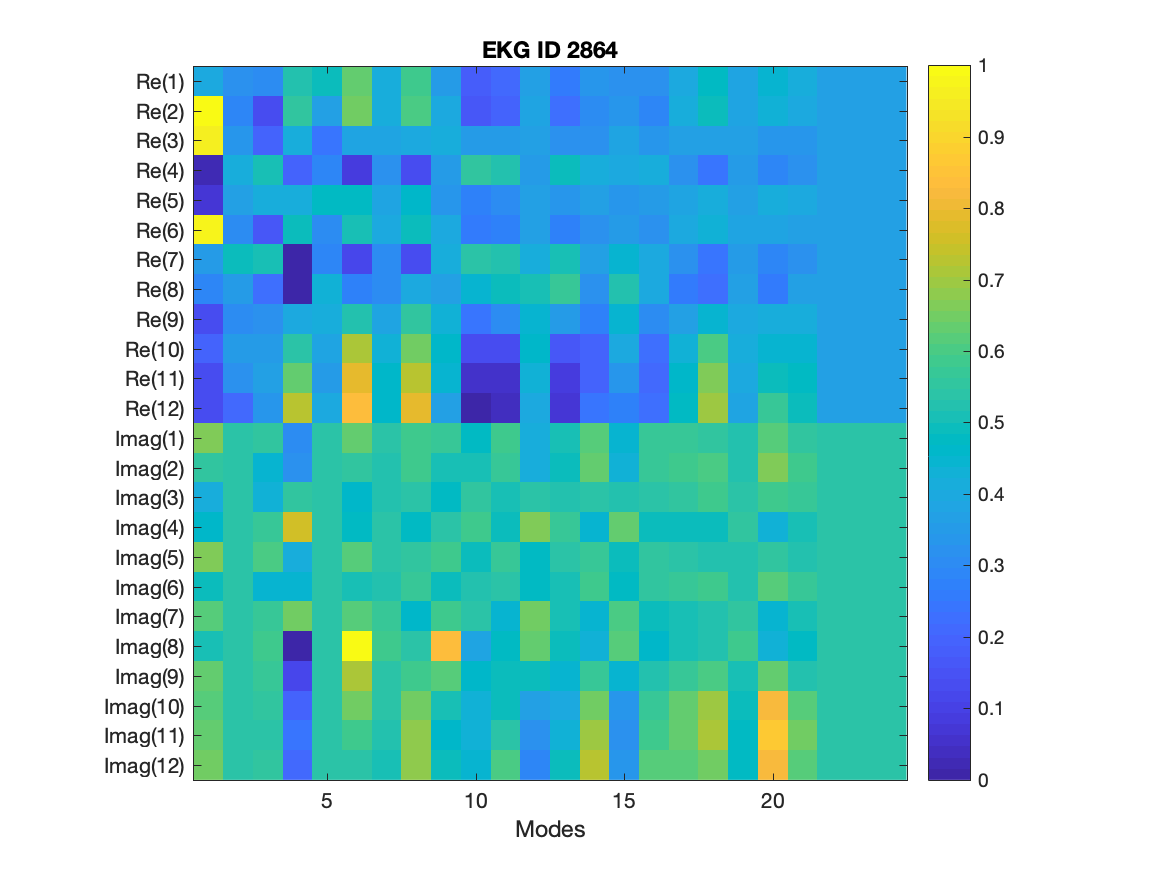 EKG ID 2864
Re(1)
Re(2)
Re(3)
Re(4)
Re(5)
Re(6)
Re(7)
Re(8)
Re(9)
Re(10)
Re(11)
Re(12)
Imag(1)
Imag(2)
Imag(3)
Imag(4)
Imag(5)
Imag(6)
Imag(7)
Imag(8)
Imag(9)
Imag(10)
Imag(11)
Imag(12)
5 10 15 20
Modes
1
0.9
0.8
0.7
0.6
0.5
0.4
0.3
0.2
0.1
0